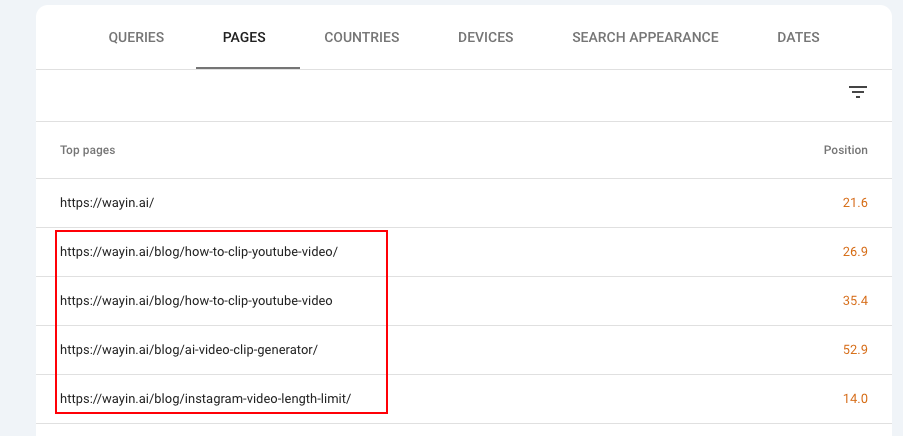 QUERIES PAGES COUNTRIES DEVICES SEARCH APPEARANCE DATES
Top pages Position
https://wayin.ai/ 21.6
https://wayin.ai/blog/how-to-clip-youtube-video/ 26.9
https://wayin.ai/blog/how-to-clip-youtube-video 35.4
https://wayin.ai/blog/ai-video-clip-generator/ 52.9
https://wayin.ai/blog/instagram-video-length-limit/ 14.0